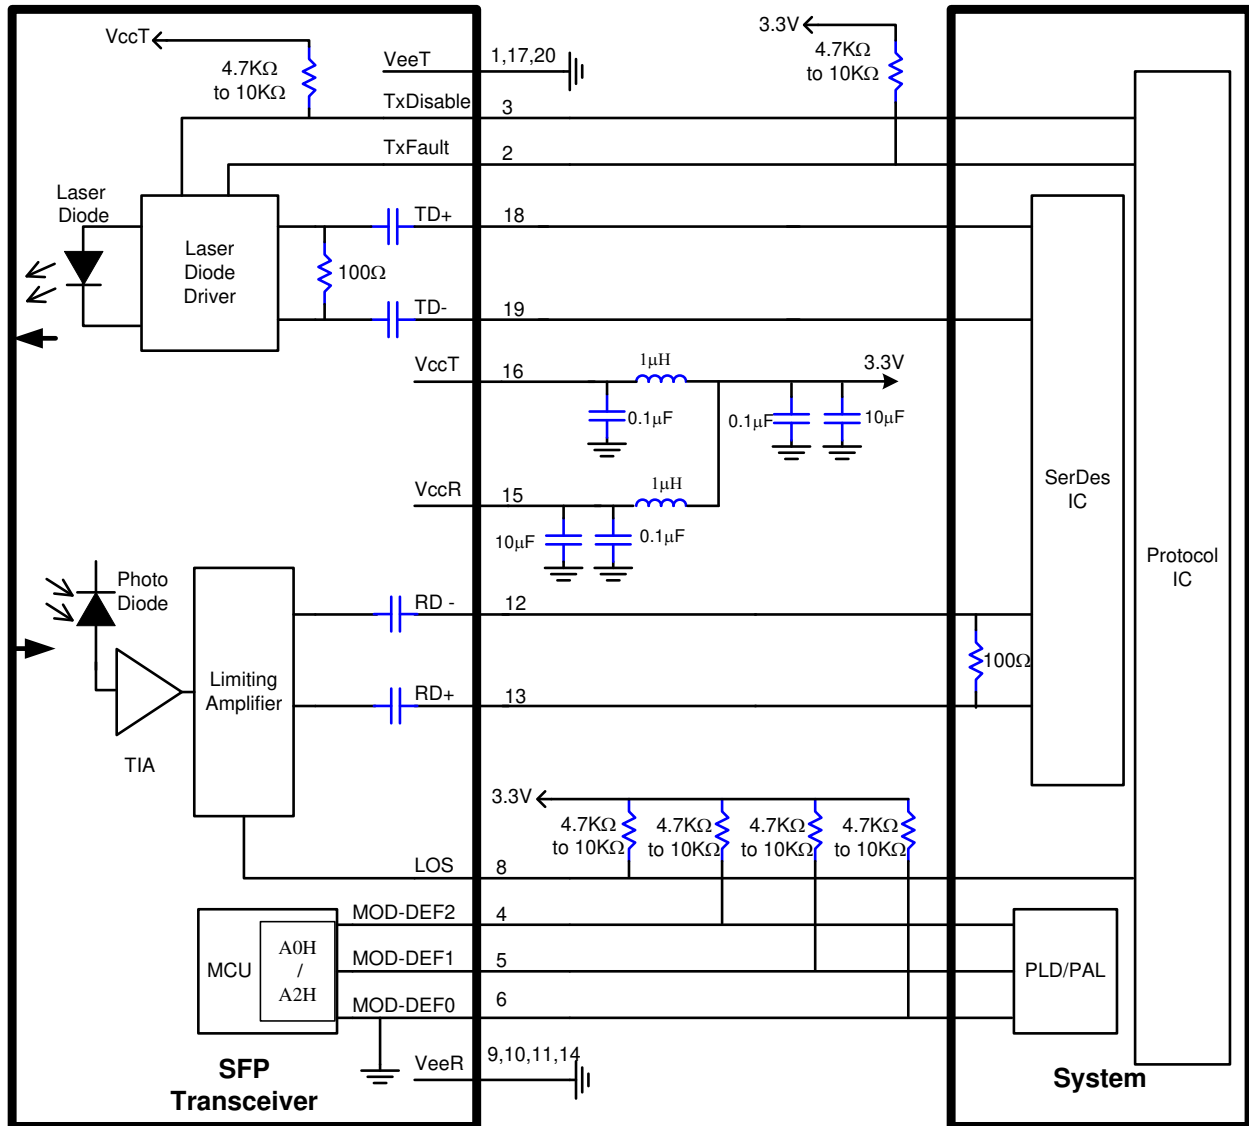 VccT
4.7KΩ
to 10KΩ
VeeT
1,17,20
3.3V
4.7KΩ
to 10KΩ
TxDisable
3
TxFault
2
Laser
Diode
Laser
Diode
Driver
100Ω
TD+
18
TD-
19
VccT
16
1μH
3.3V
0.1μF
0.1μF
10μF
VccR
15
1μH
10μF
0.1μF
SerDes
IC
Protocol
IC
Photo
Diode
TIA
Limiting
Amplifier
RD -
12
RD+
13
100Ω
3.3V
4.7KΩ
to 10KΩ
4.7KΩ
to 10KΩ
4.7KΩ
to 10KΩ
4.7KΩ
to 10KΩ
LOS
8
MCU
A0H
/
A2H
MOD-DEF2
4
MOD-DEF1
5
MOD-DEF0
6
PLD/PAL
VeeR
9,10,11,14
SFP
Transceiver
System